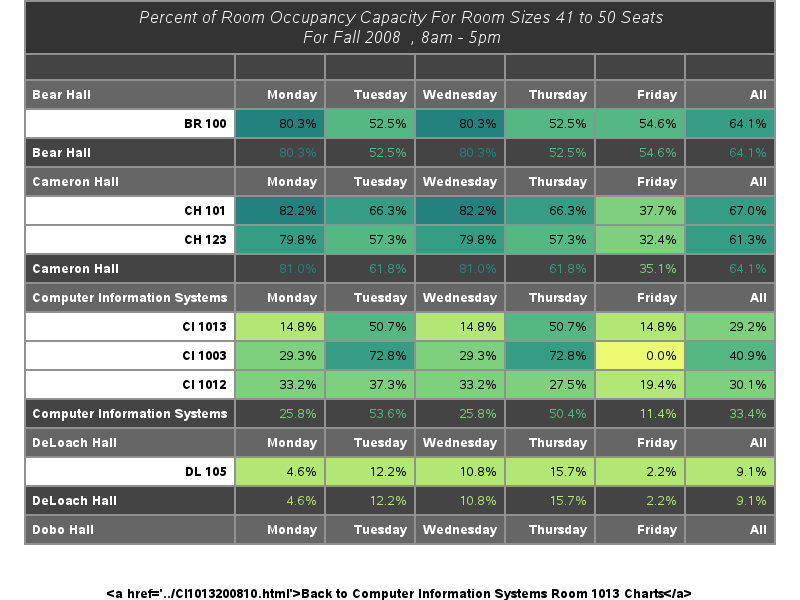 Percent of Room Occupancy Capacity For Room Sizes 41 to 50 Seats
For Fall 2008 , 8am - 5pm
Bear Hall Monday Tuesday Wednesday Thursday Friday All
BR 100 80.3% 52.5% 80.3% 52.5% 54.6% 64.1%
Bear Hall 80.3% 52.5% 80.3% 52.5% 54.6% 64.1%
Cameron Hall Monday Tuesday Wednesday Thursday Friday All
CH 101 82.2% 66.3% 82.2% 66.3% 37.7% 67.0%
CH 123 79.8% 57.3% 79.8% 57.3% 32.4% 61.3%
Cameron Hall 81.0% 61.8% 81.0% 61.8% 35.1% 64.1%
Computer Information Systems Monday Tuesday Wednesday Thursday Friday All
CI 1013 14.8% 50.7% 14.8% 50.7% 14.8% 29.2%
CI 1003 29.3% 72.8% 29.3% 72.8% 0.0% 40.9%
CI 1012 33.2% 37.3% 33.2% 27.5% 19.4% 30.1%
Computer Information Systems 25.8% 53.6% 25.8% 50.4% 11.4% 33.4%
DeLoach Hall Monday Tuesday Wednesday Thursday Friday All
DL 105 4.6% 12.2% 10.8% 15.7% 2.2% 9.1%
DeLoach Hall 4.6% 12.2% 10.8% 15.7% 2.2% 9.1%
Dobo Hall Monday Tuesday Wednesday Thursday Friday All
&lt;a href='../CI1013200810.html'&gt;Back to Computer Information Systems Room 1013 Charts&lt;/a&gt;